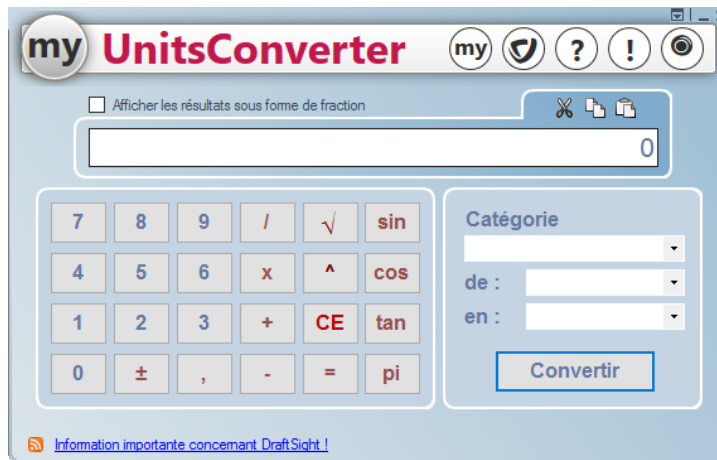 my UnitsConverter my ? !
Afficher les résultats sous forme de fraction
0
7 8 9 / √ sin
4 5 6 x ^ cos
1 2 3 + CE tan
0 ± , - = pi
Catégorie
de :
en :
Convertir
Information importante concernant DraftSight !